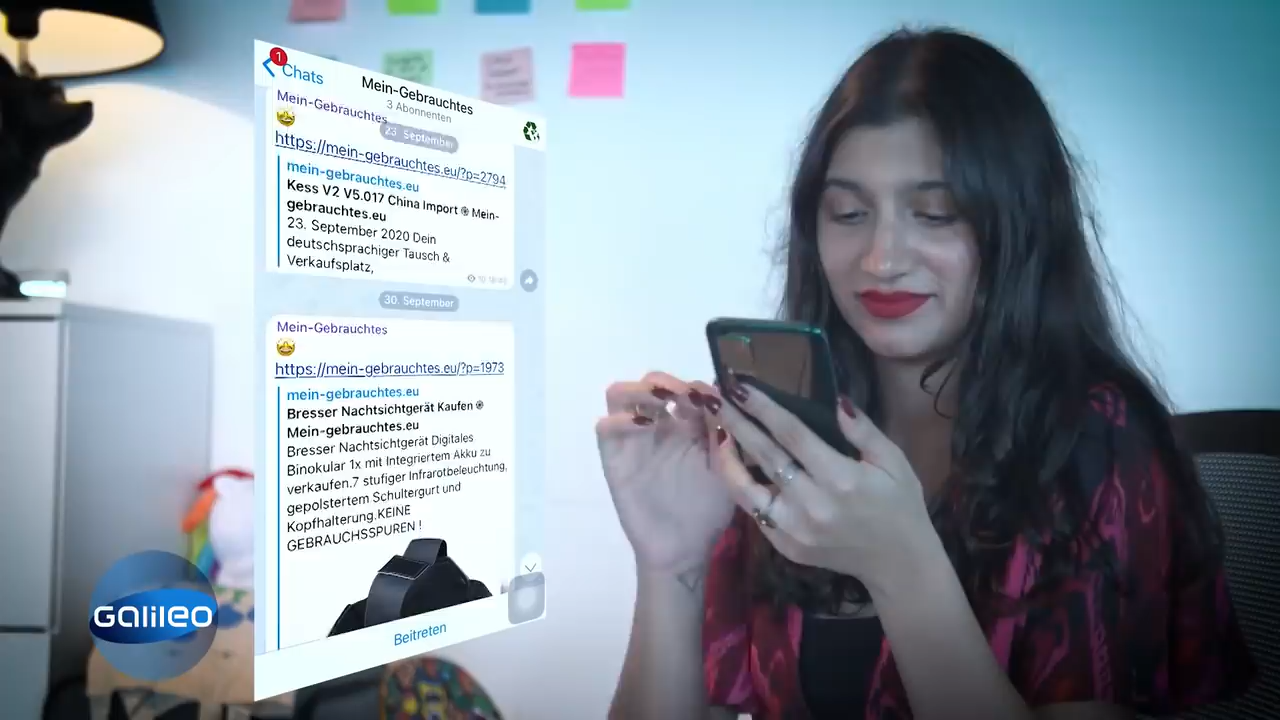 1
Chats
Mein-Gebrauchtes
3 Abonnenten
Mein-Gebrauchtes
23. September
https://mein-gebrauchtes.eu/?p=2794
mein-gebrauchtes.eu
Kess V2 V5.017 China Import ֎ Mein-
gebrauchtes.eu
23. September 2020 Dein
deutschsprachiger Tausch &
Verkaufsplatz,
30. September
Mein-Gebrauchtes
https://mein-gebrauchtes.eu/?p=1973
mein-gebrauchtes.eu
Bresser Nachtsichtgerät Kaufen ֎
Mein-gebrauchtes.eu
Bresser Nachtsichtgerät Digitales
Binokular 1x mit Integriertem Akku zu
verkaufen.7 stufiger Infrarotbeleuchtung,
gepolstertem Schultergurt und
Kopfhalterung.KEINE
GEBRAUCHSSPUREN !
Beitreten
Galileo